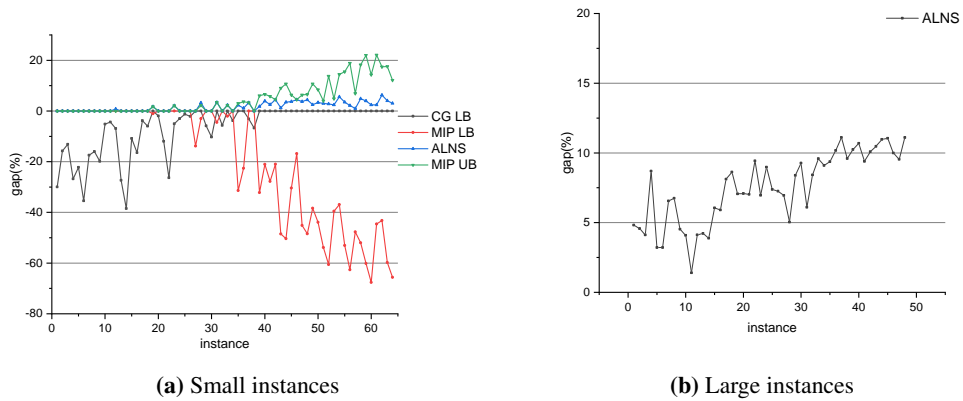 20
0
-20
-40
-60
-80
gap(%)
0 10 20 30 40 50 60
instance
CG LB
MIP LB
ALNS
MIP UB
(a) Small instances
20
15
10
5
0
gap(%)
0 10 20 30 40 50
instance
ALNS
(b) Large instances